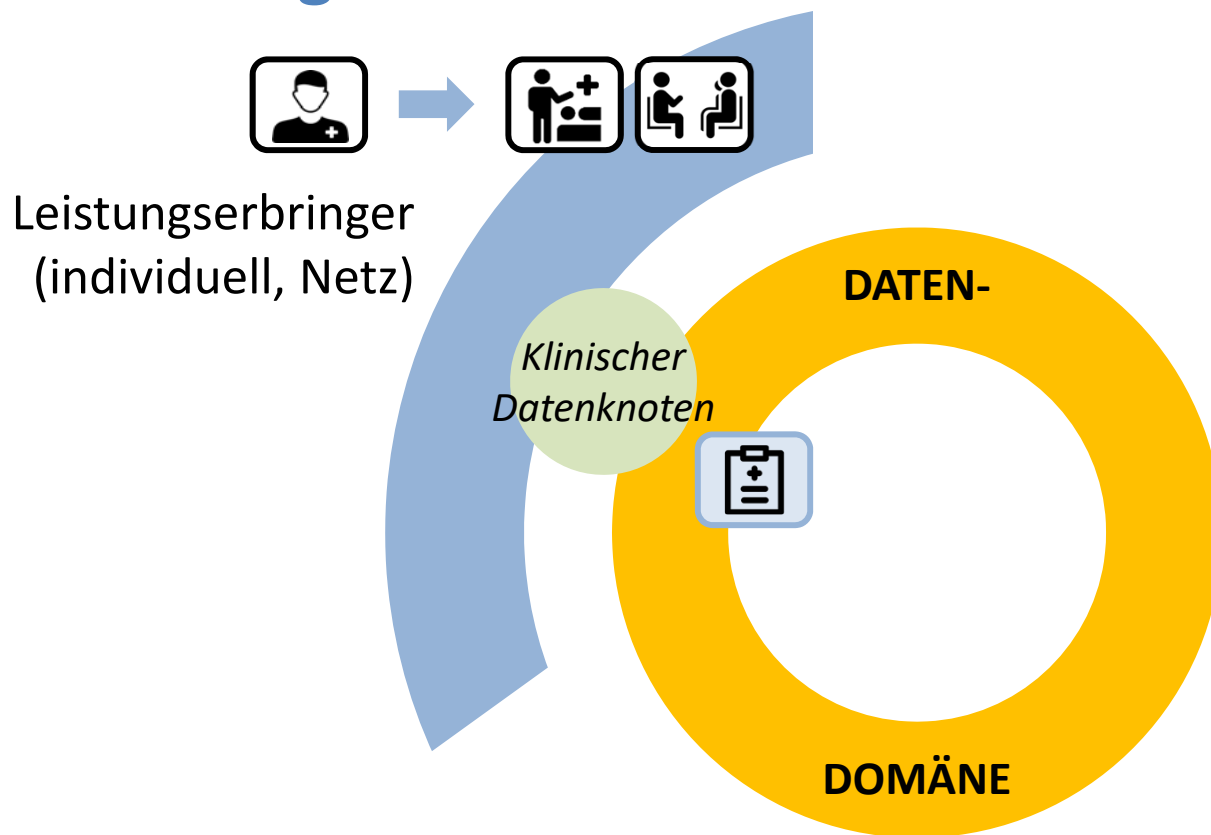 Leistungserbringer
(individuell, Netz)
DATEN-
Klinischer
Datenknoten
DOMÄNE